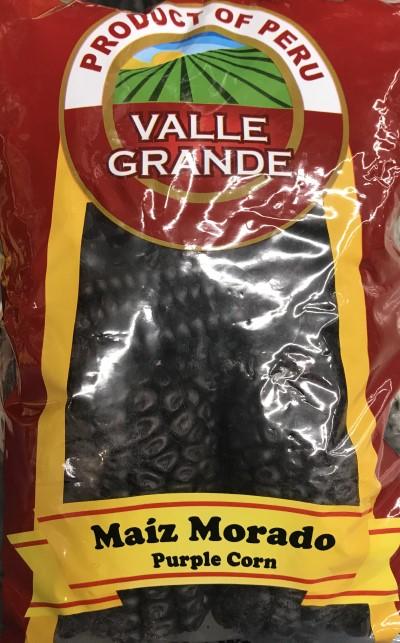 PRODUCT OF PERU
VALLE
GRANDE
Maíz Morado
Purple Corn